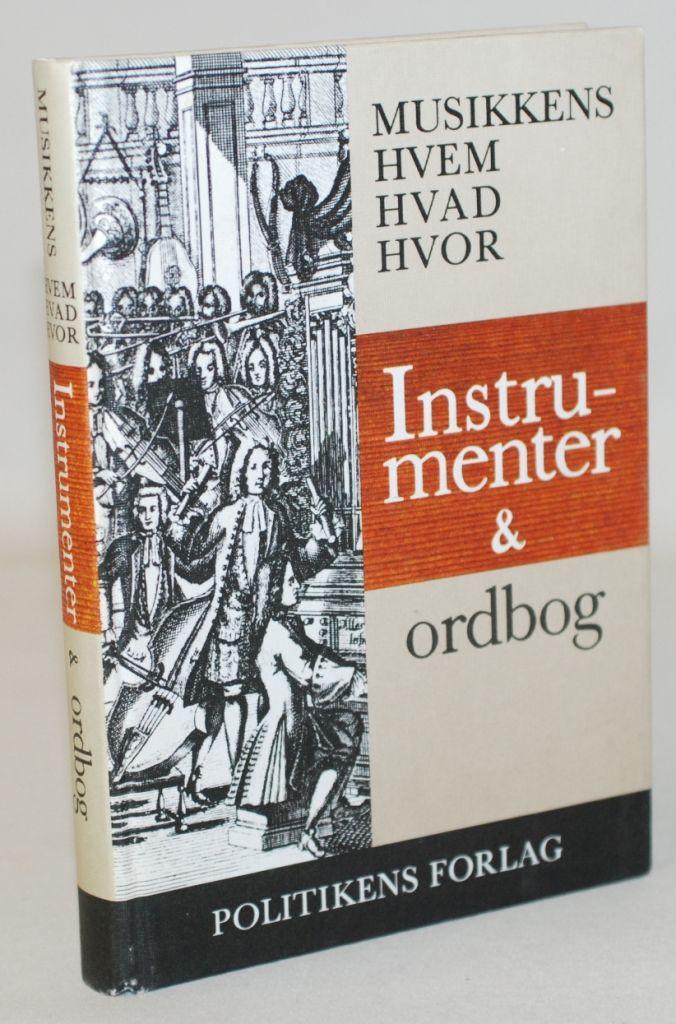 MUSIKKENS
HVEM
HVAD
HVOR
Instru-
menter
&
ordbog
POLITIKENS FORLAG
MUSIKKENS
HVEM
HVAD
HVOR
Instrumenter
&
ordbog